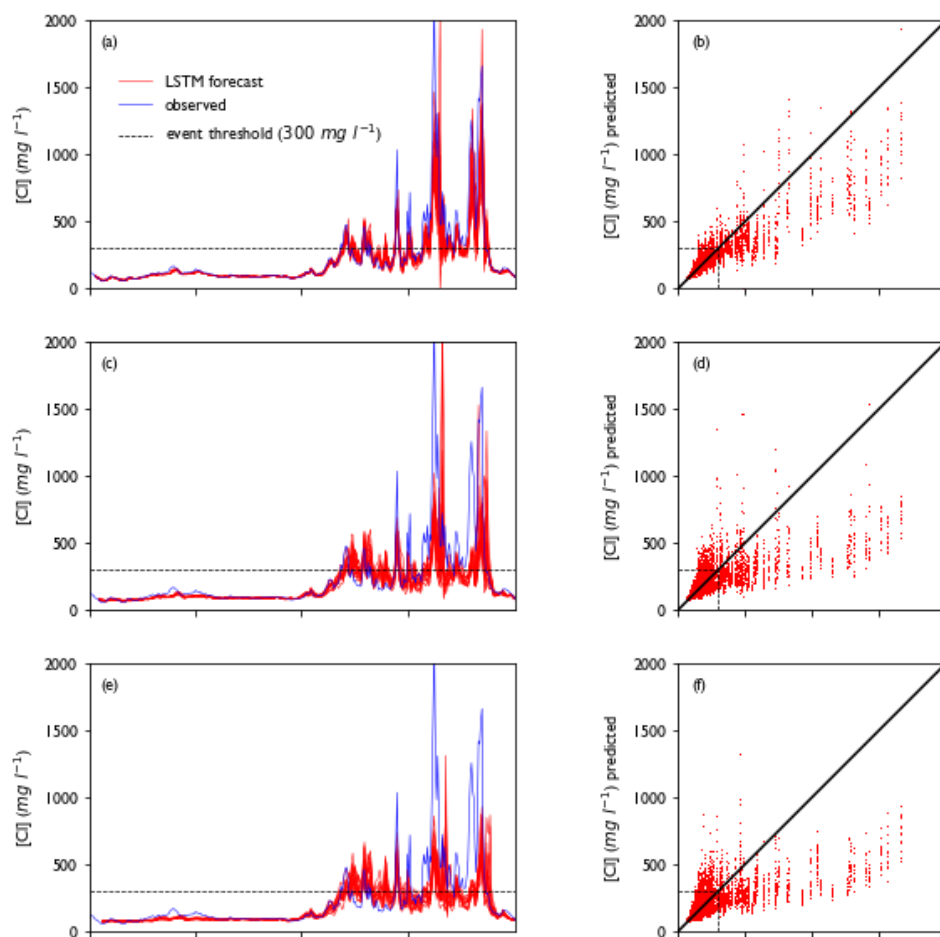 2000
1500
1000
500
0
[Cl] (mg l⁻¹)
(a)
LSTM forecast
observed
event threshold (300 mg l⁻¹)
2000
1500
1000
500
0
[Cl] (mg l⁻¹) predicted
(b)
2000
1500
1000
500
0
[Cl] (mg l⁻¹)
(c)
2000
1500
1000
500
0
[Cl] (mg l⁻¹) predicted
(d)
2000
1500
1000
500
0
[Cl] (mg l⁻¹)
(e)
2000
1500
1000
500
0
[Cl] (mg l⁻¹) predicted
(f)